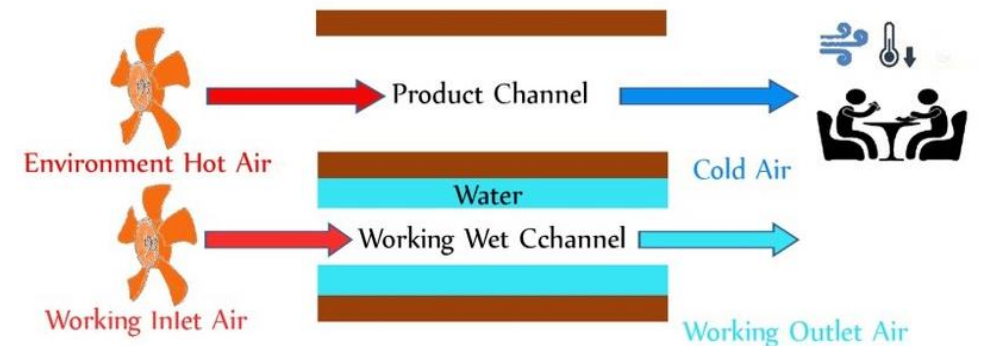 Product Channel
Environment Hot Air
Cold Air
Water
Working Wet Cchannel
Working Inlet Air
Working Outlet Air